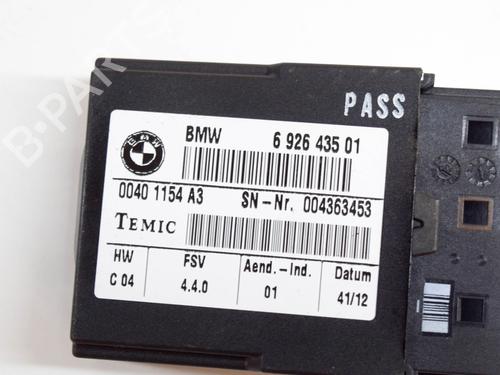 PASS
BMW 6 926 435 01
0040 1154 A3 SN-Nr. 004363453
TEMIC
HW FSV Aend.-Ind. Datum
C 04 4.4.0 01 41/12
B-PARTS